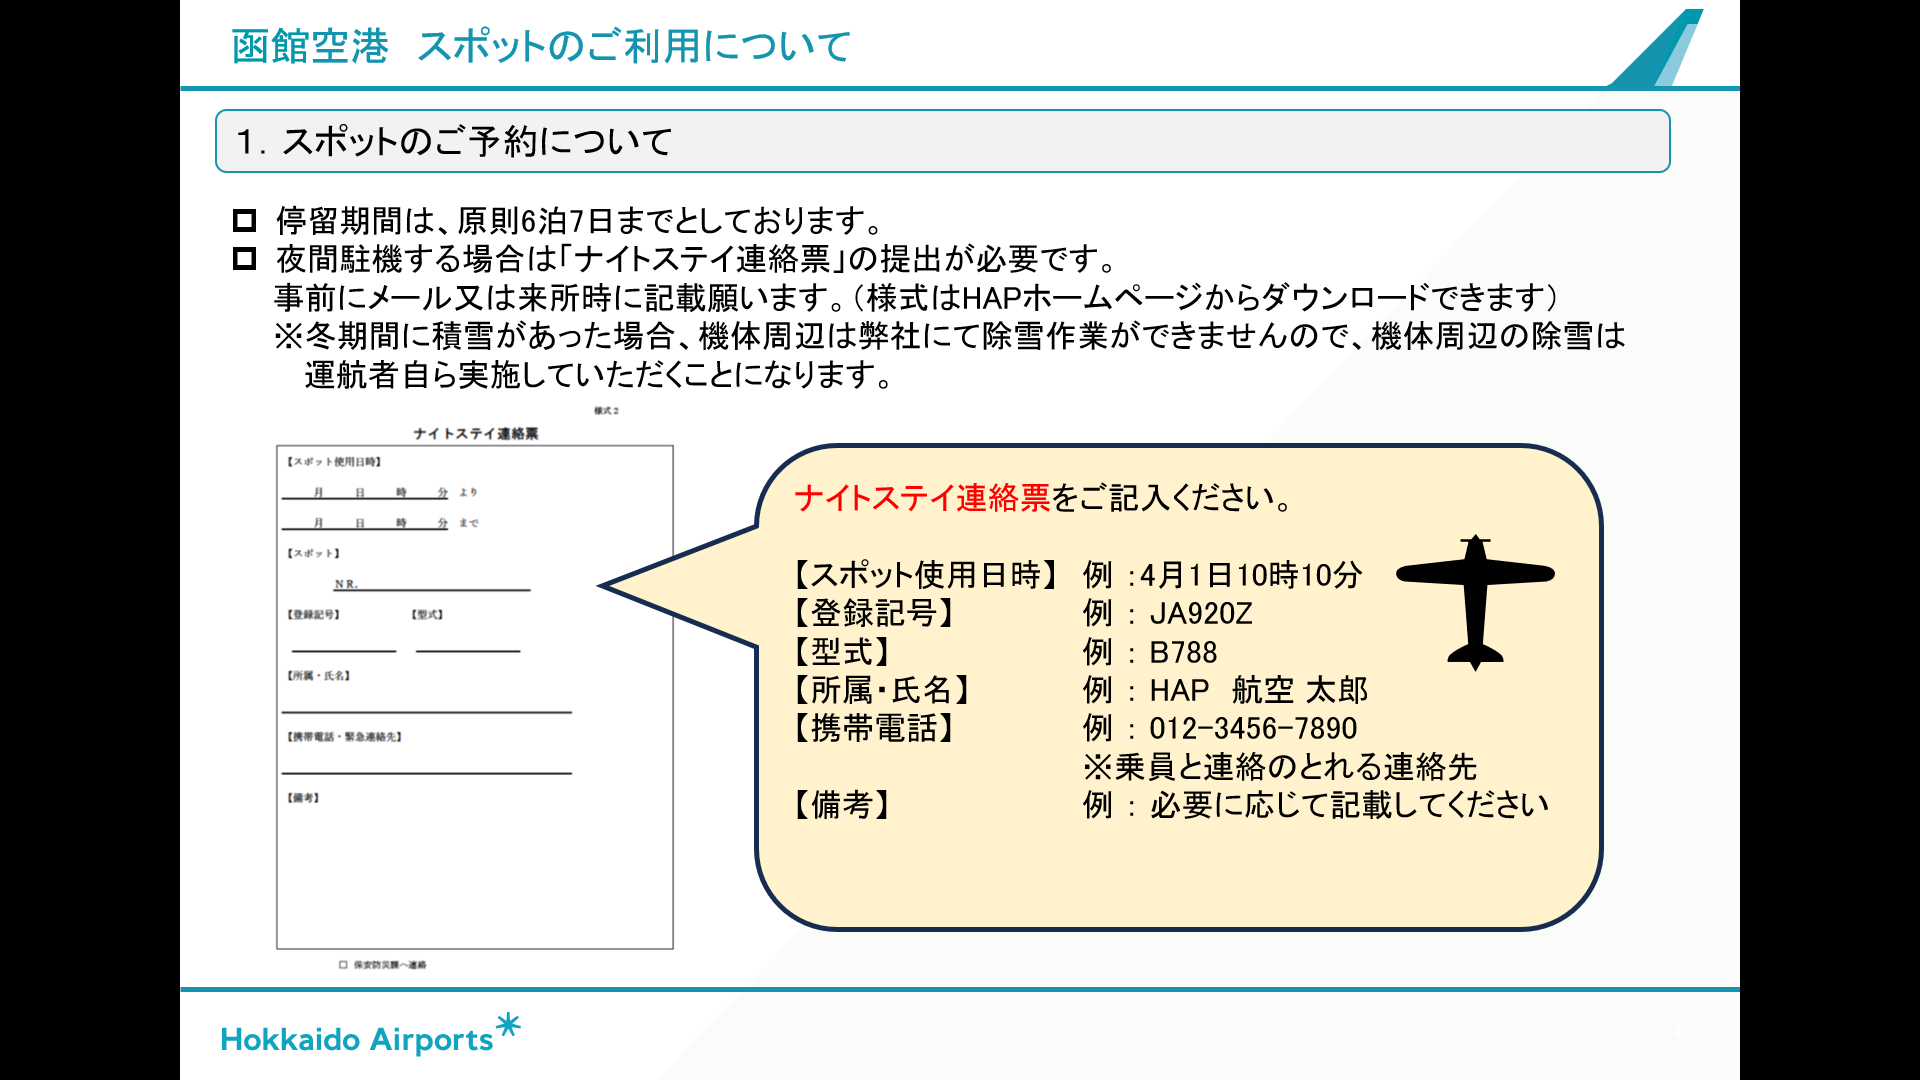 函館空港　スポットのご利用について
１．スポットのご予約について
停留期間は、原則6泊7日までとしております。
夜間駐機する場合は「ナイトステイ連絡票」の提出が必要です。
事前にメール又は来所時に記載願います。（様式はHAPホームページからダウンロードできます）
※冬期間に積雪があった場合、機体周辺は弊社にて除雪作業ができませんので、機体周辺の除雪は
運航者自ら実施していただくことになります。
様式２
ナイトステイ連絡票
【スポット使用日時】
月　日　時　分　より
月　日　時　分　まで
【スポット】
NR.
【登録記号】　【型式】
【所属・氏名】
【携帯電話・緊急連絡先】
【備考】
□ 保安防災課へ連絡
ナイトステイ連絡票をご記入ください。
【スポット使用日時】 例 ：4月1日10時10分
【登録記号】 例 ： JA920Z
【型式】 例 ： B788
【所属・氏名】 例 ： HAP　航空 太郎
【携帯電話】 例 ： 012-3456-7890
※乗員と連絡のとれる連絡先
【備考】 例 ： 必要に応じて記載してください
Hokkaido Airports